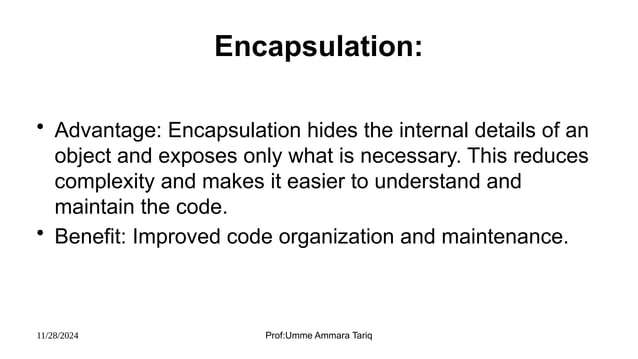 Encapsulation:
• Advantage: Encapsulation hides the internal details of an
object and exposes only what is necessary. This reduces
complexity and makes it easier to understand and
maintain the code.
• Benefit: Improved code organization and maintenance.
11/28/2024
Prof:Umme Ammara Tariq